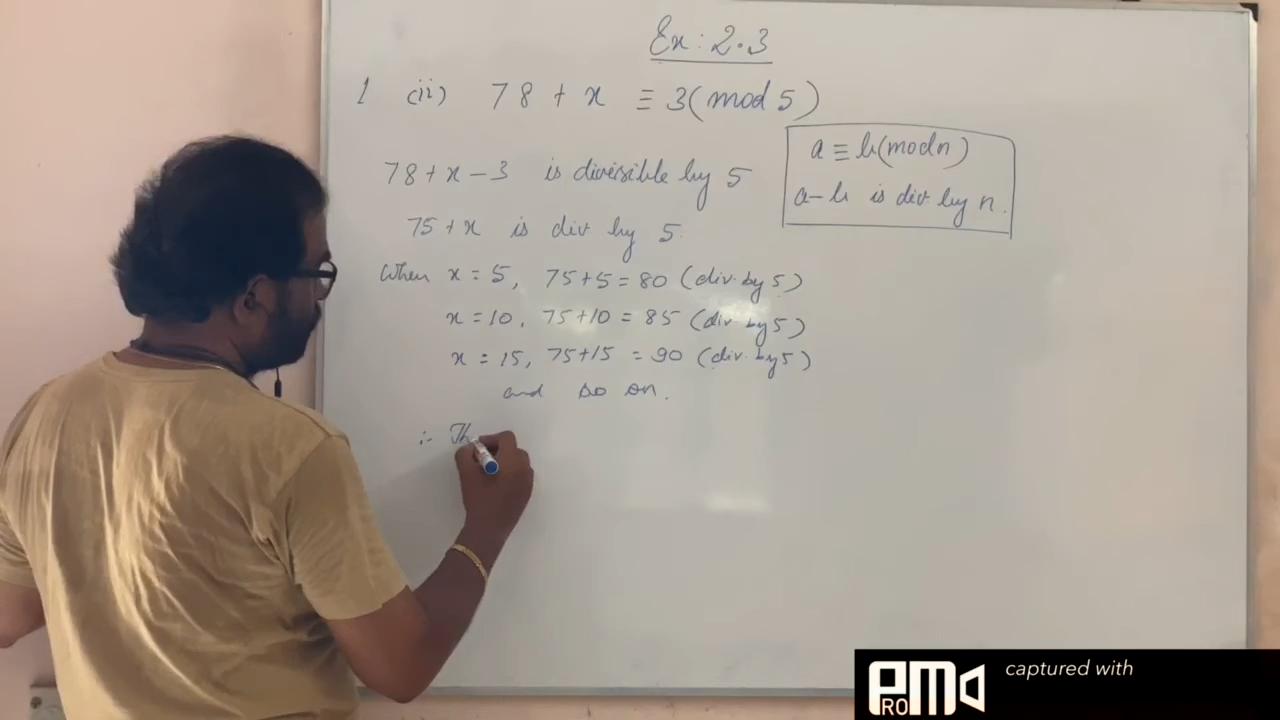 Ex: 2.3
1 (ii) 78 + x ≡ 3(mod 5)
a ≡ b(mod n)
a-b is div by n.
78+x-3 is divisible by 5
75+x is div by 5.
When x = 5, 75+5=80 (div. by 5)
x=10, 75+10 = 85 (div. by 5)
x = 15, 75+15 = 90 (div. by 5)
and so on.
∴ Th
PRO M captured with